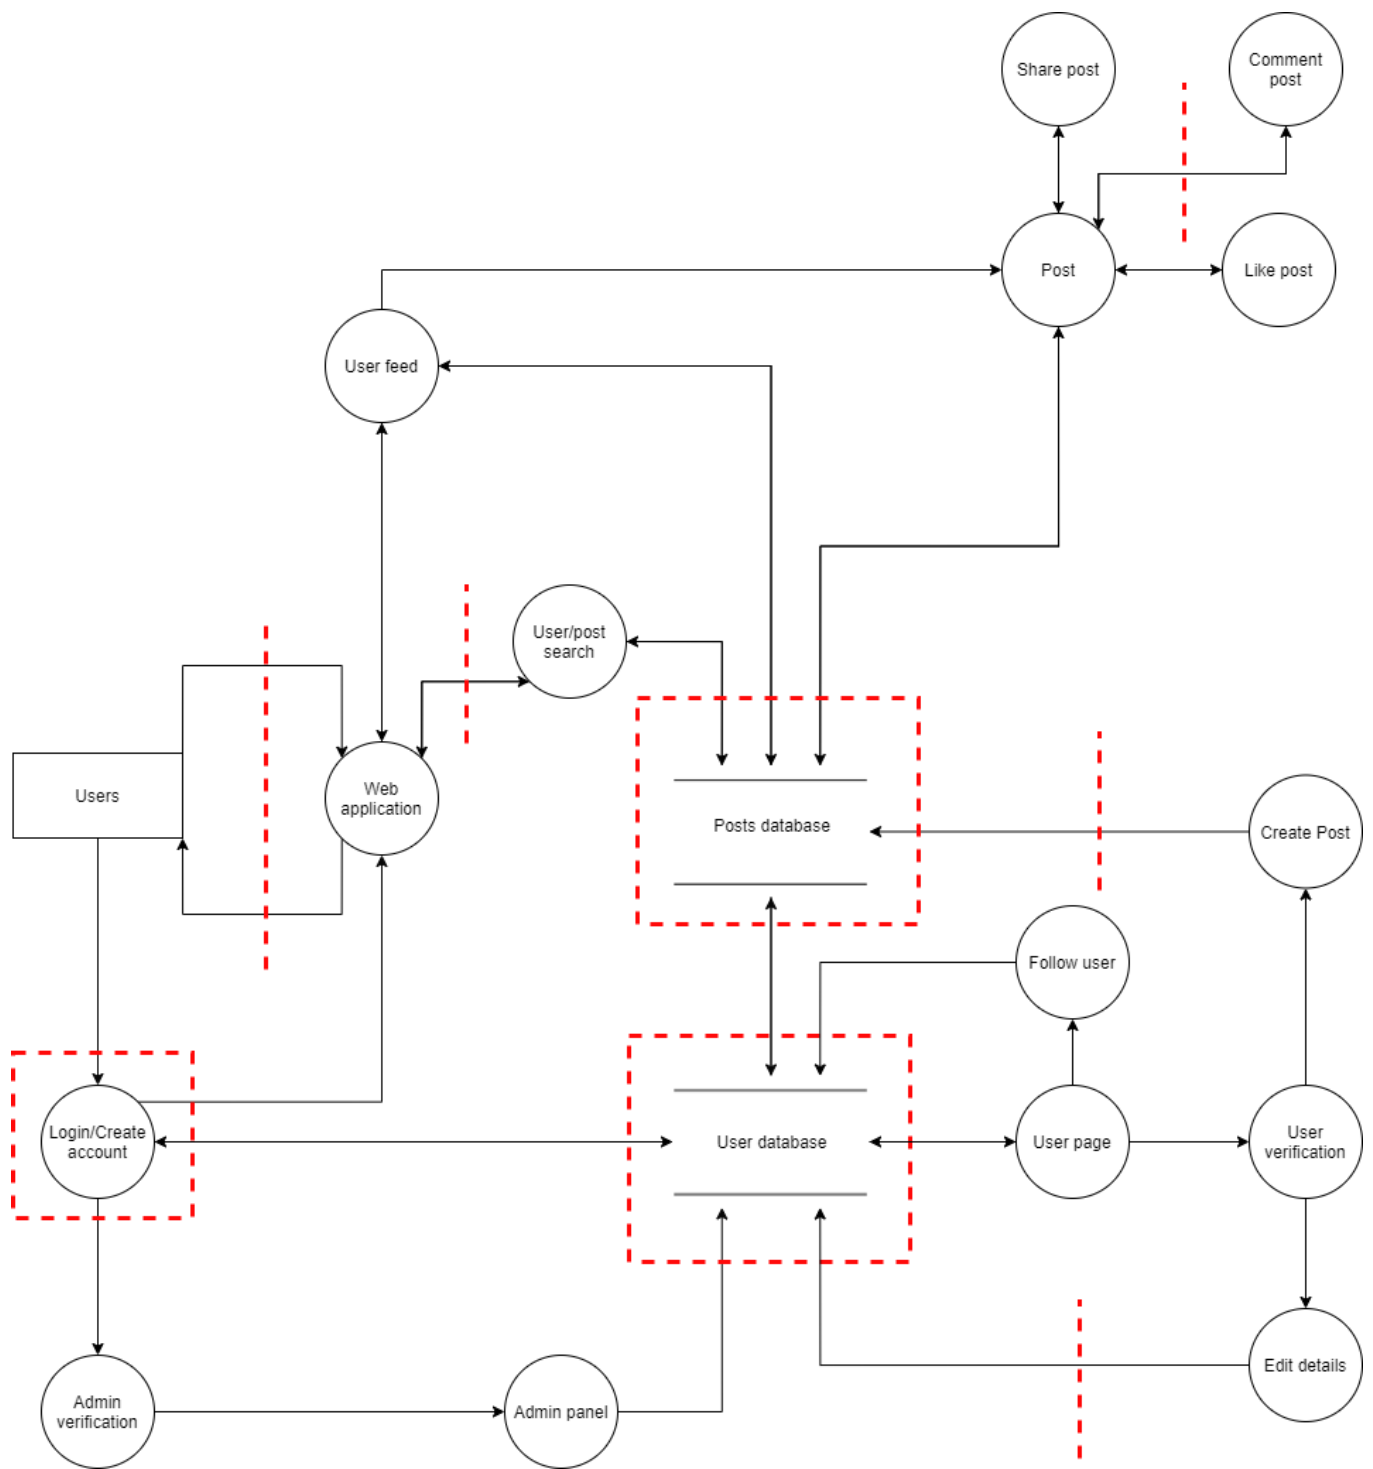 Share post
Comment
post
Post
Like post
User feed
User/post
search
Users
Web
application
Posts database
Create Post
Follow user
Login/Create
account
User database
User page
User
verification
Edit details
Admin
verification
Admin panel